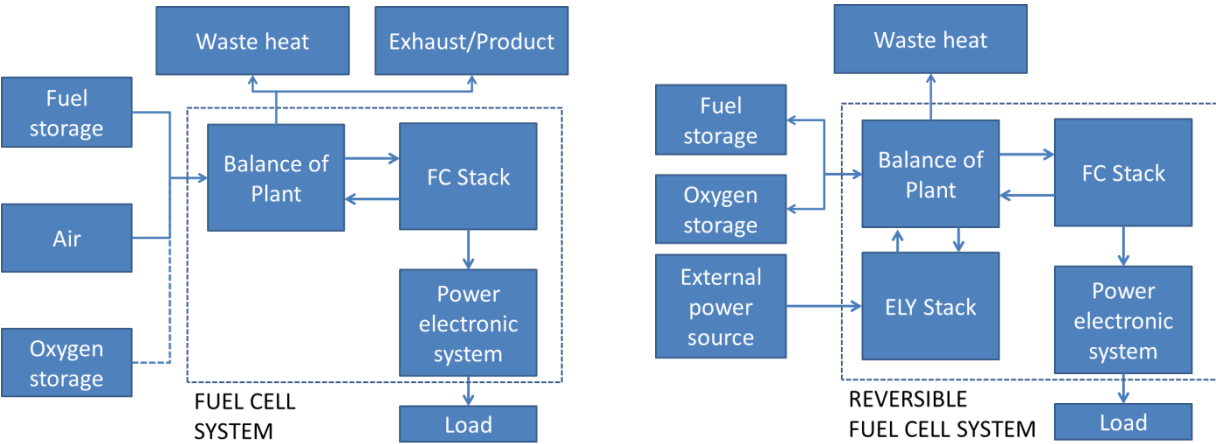 Waste heat
Exhaust/Product
Fuel
storage
Balance of
Plant
FC Stack
Air
Power
electronic
system
Oxygen
storage
FUEL CELL
SYSTEM
Load
Waste heat
Fuel
storage
Balance of
Plant
FC Stack
Oxygen
storage
External
power
source
ELY Stack
Power
electronic
system
REVERSIBLE
FUEL CELL SYSTEM
Load